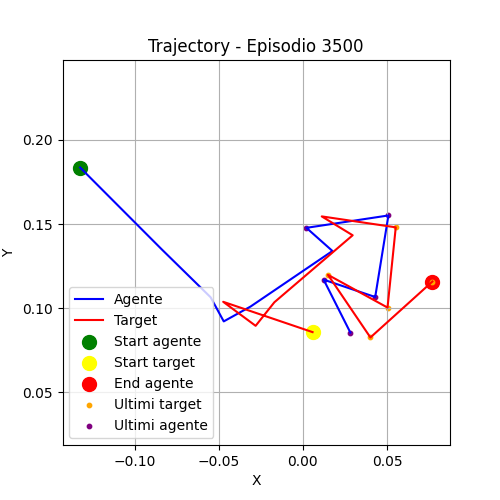 Trajectory - Episodio 3500
Y
0.20
0.15
0.10
0.05
Agente
Target
Start agente
Start target
End agente
Ultimi target
Ultimi agente
−0.10
−0.05
0.00
0.05
X